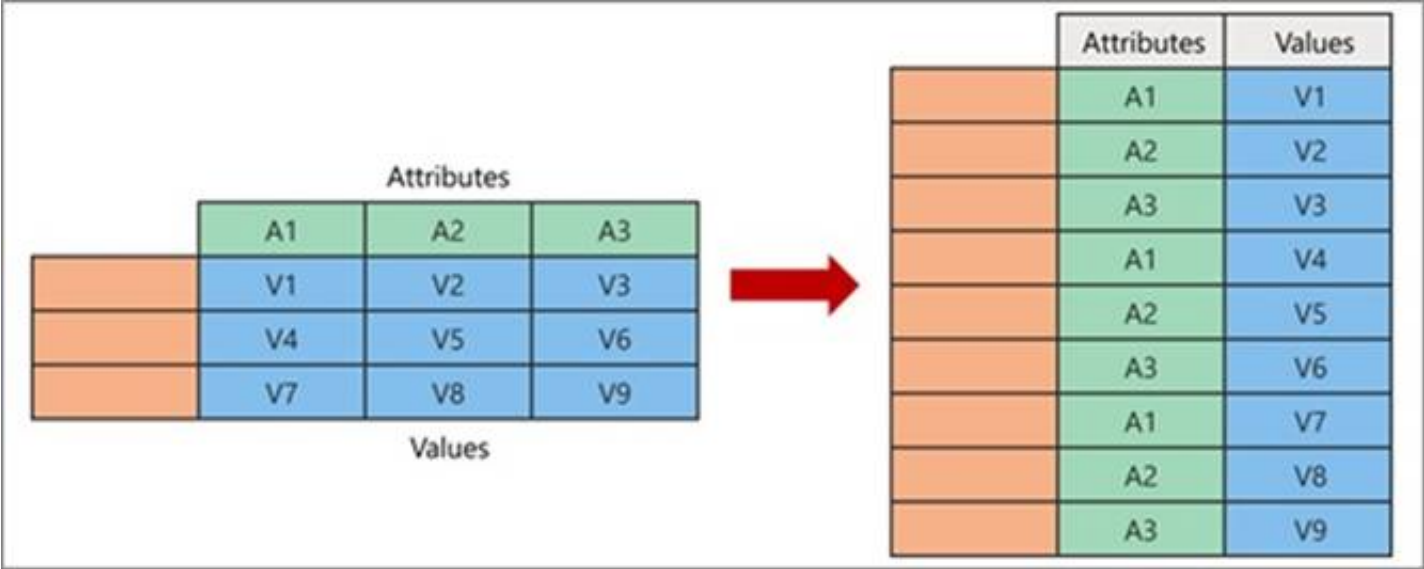 Attributes
A1 A2 A3
V1 V2 V3
V4 V5 V6
V7 V8 V9
Values
Attributes Values
A1 V1
A2 V2
A3 V3
A1 V4
A2 V5
A3 V6
A1 V7
A2 V8
A3 V9